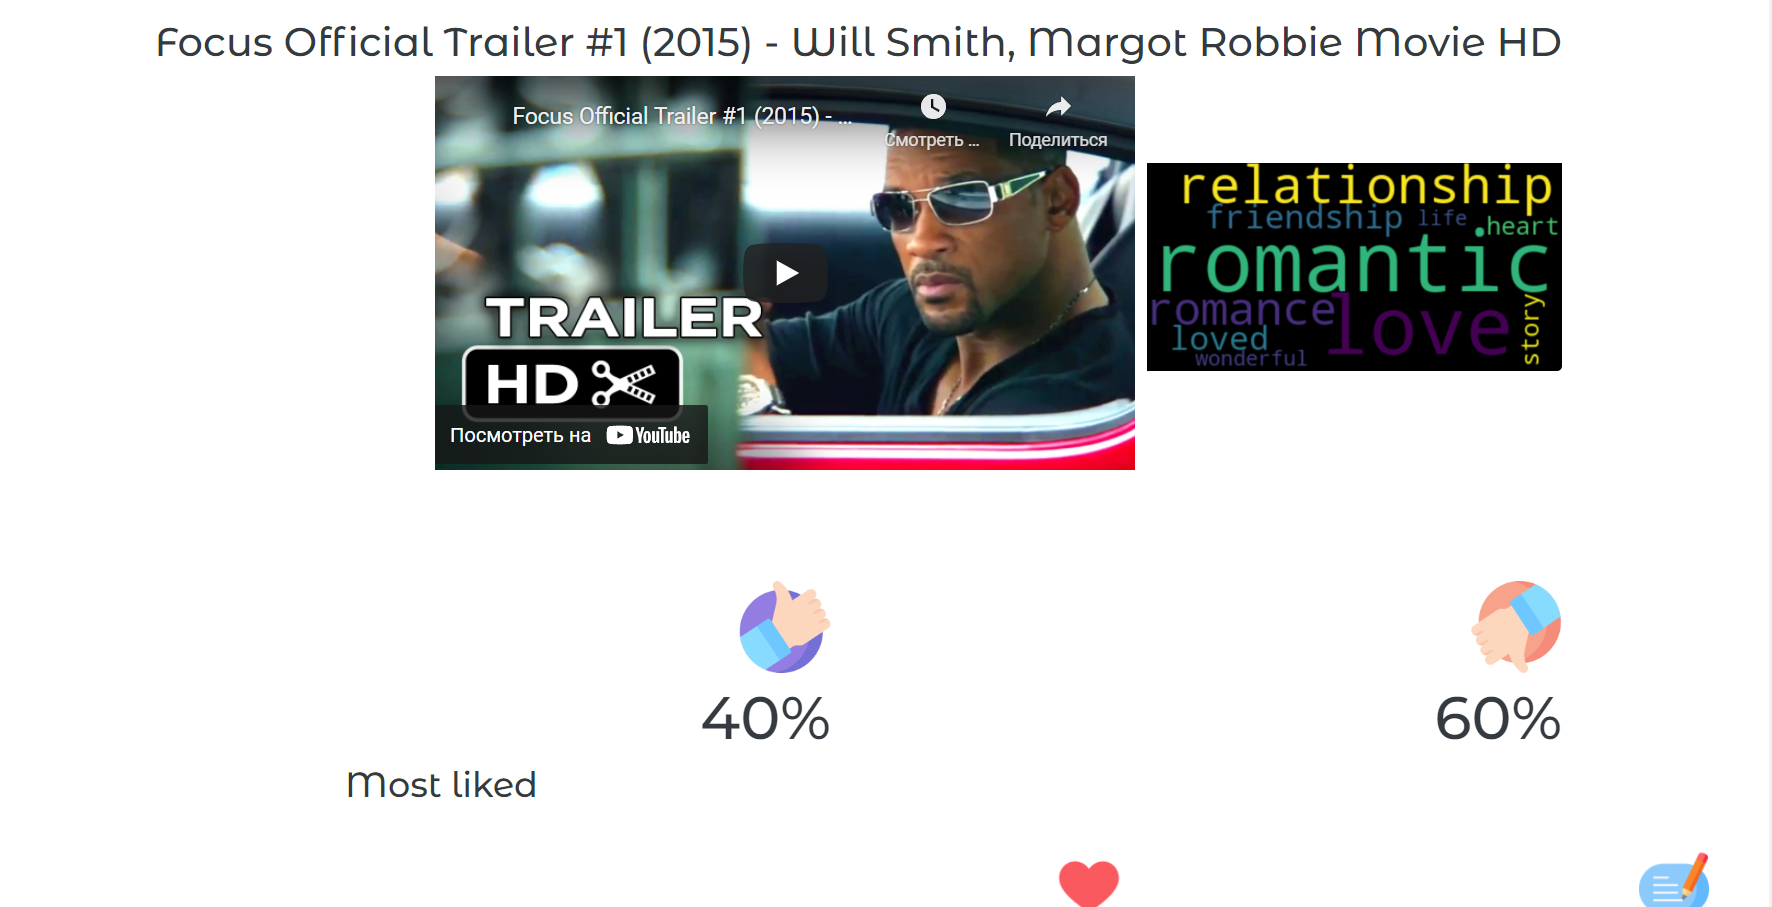 Focus Official Trailer #1 (2015) - Will Smith, Margot Robbie Movie HD
Focus Official Trailer #1 (2015) - ...
Смотреть ...
Поделиться
TRAILER
HD
Посмотреть на YouTube
relationship
friendship life heart
romantic
romance love
loved
wonderful
story
40%
60%
Most liked